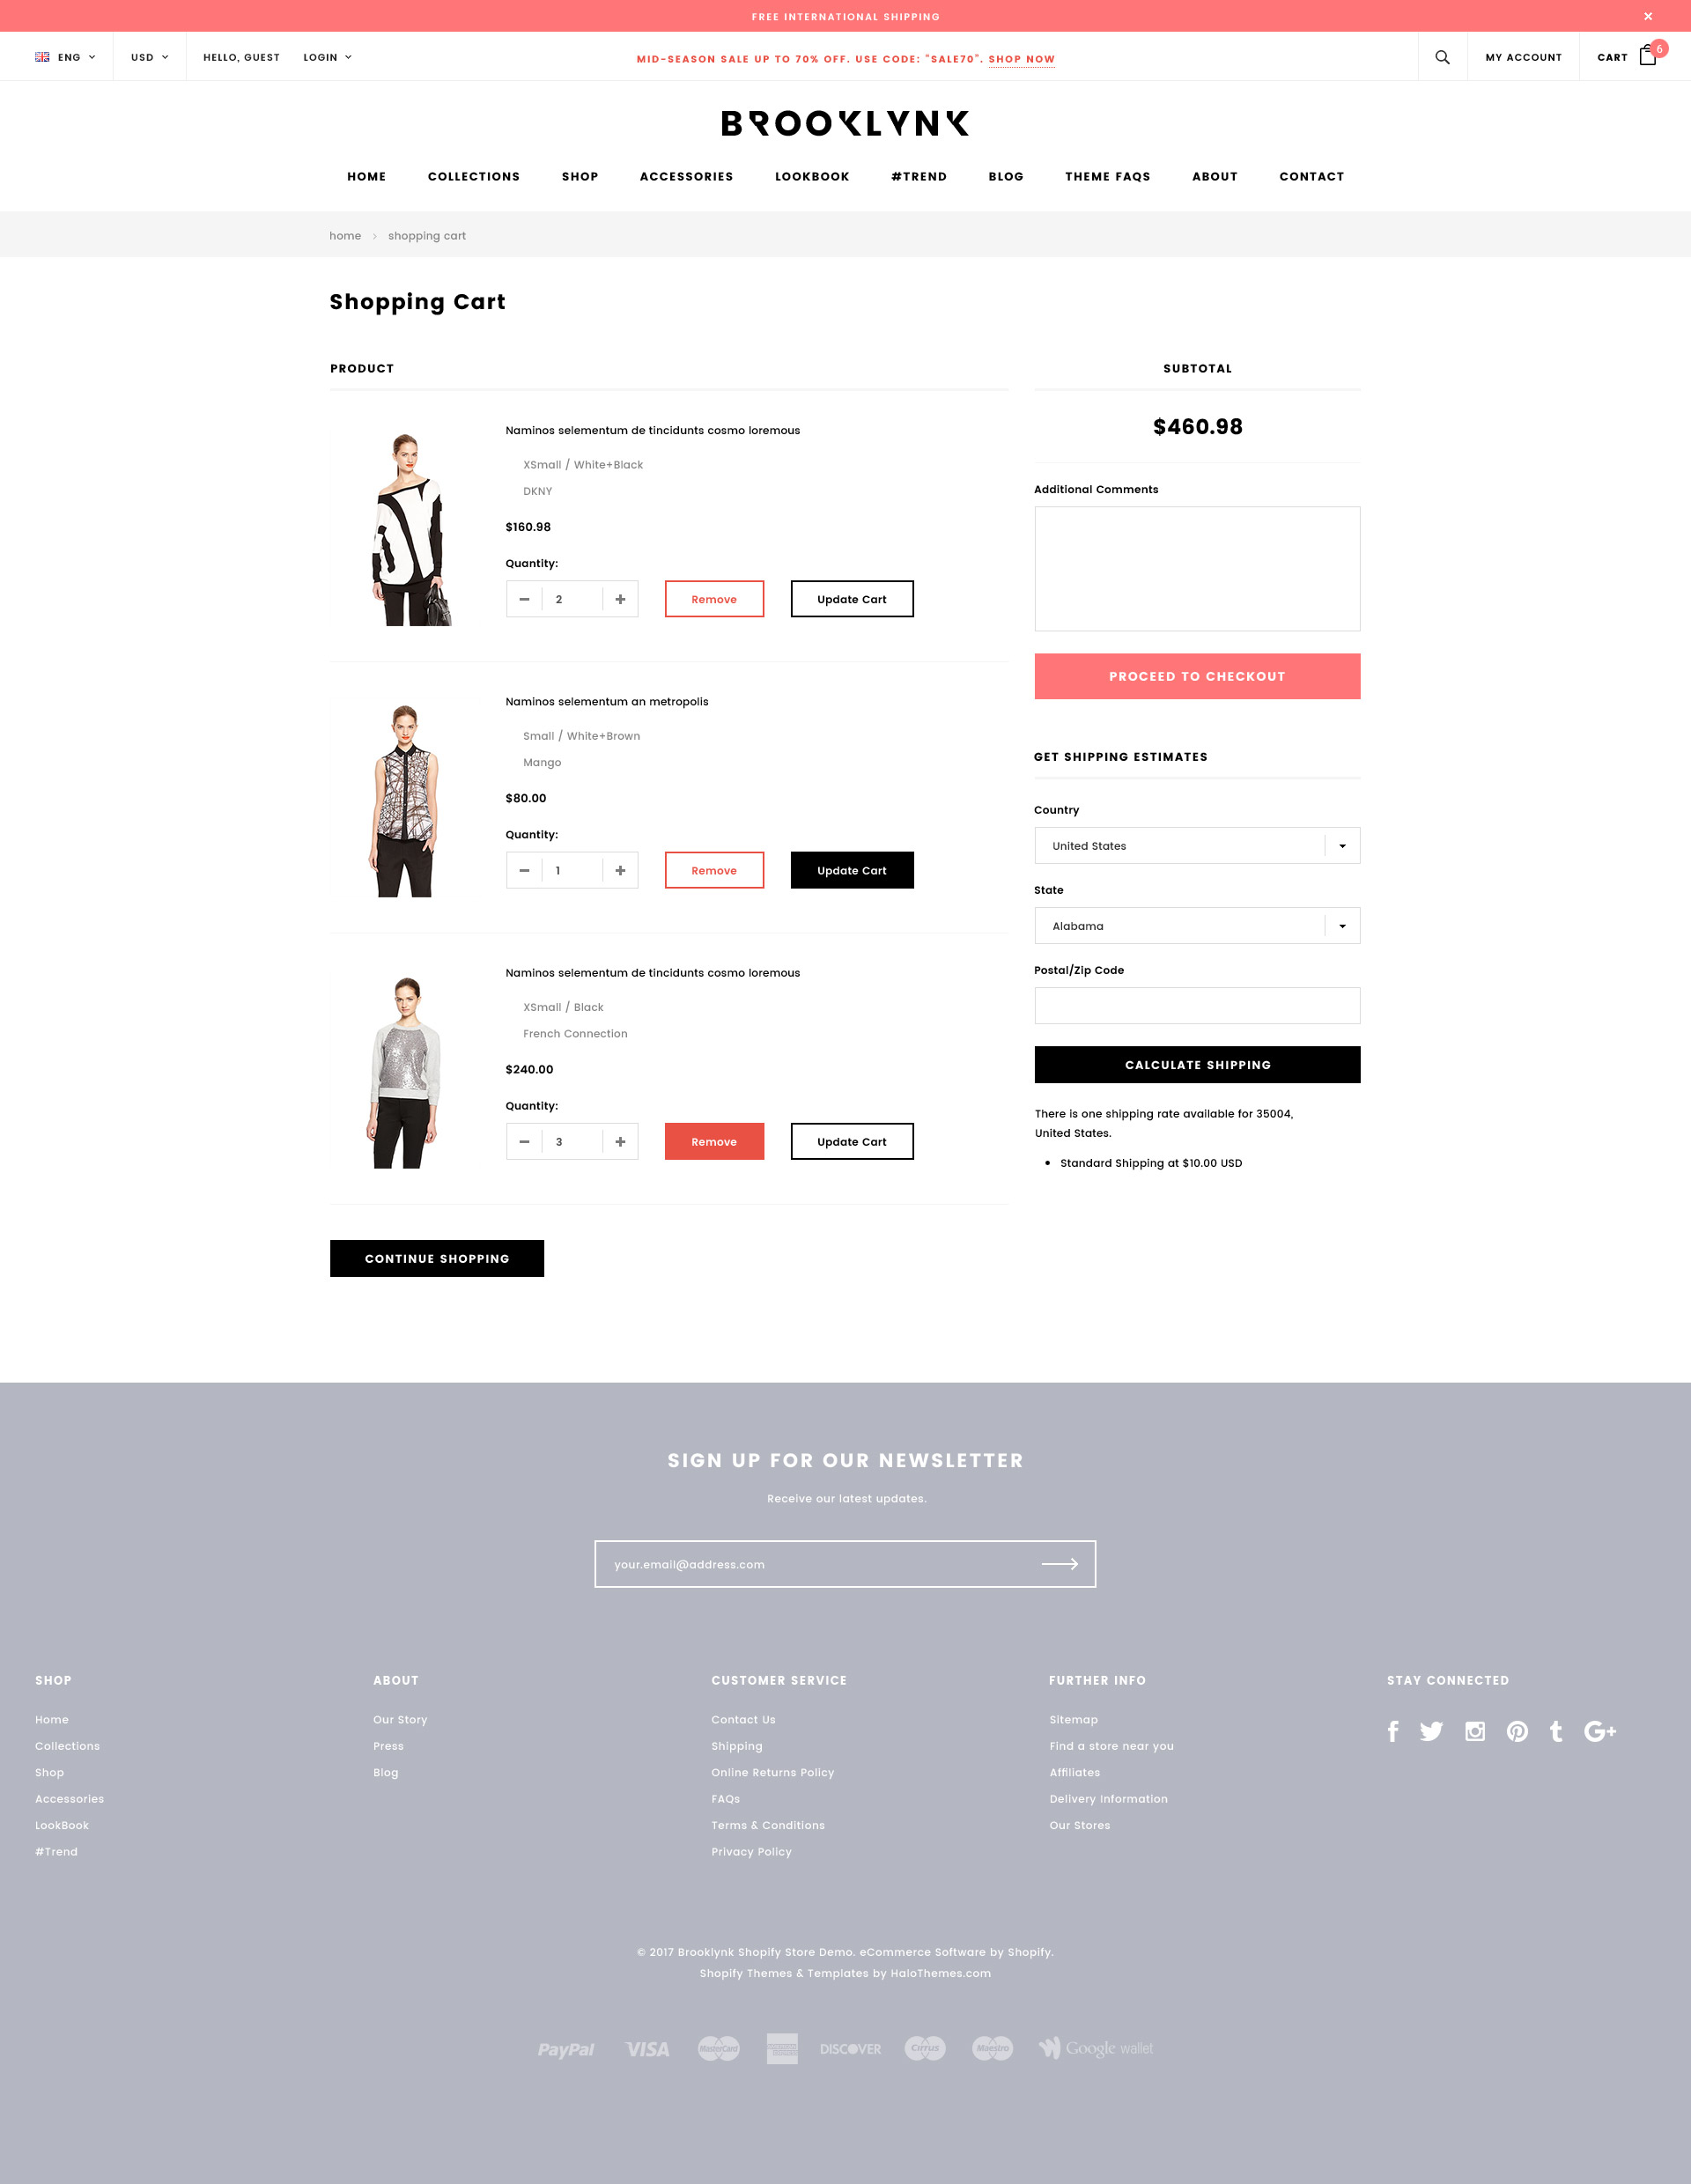 FREE INTERNATIONAL SHIPPING
ENG USD HELLO, GUEST LOGIN
MID-SEASON SALE UP TO 70% OFF. USE CODE: "SALE70". SHOP NOW
MY ACCOUNT CART 6
BROOKLYNK
HOME COLLECTIONS SHOP ACCESSORIES LOOKBOOK #TREND BLOG THEME FAQS ABOUT CONTACT
home > shopping cart
Shopping Cart
PRODUCT
Naminos selementum de tincidunts cosmo loremous
XSmall / White+Black
DKNY
$160.98
Quantity:
2 Remove Update Cart
Naminos selementum an metropolis
Small / White+Brown
Mango
$80.00
Quantity:
1 Remove Update Cart
Naminos selementum de tincidunts cosmo loremous
XSmall / Black
French Connection
$240.00
Quantity:
3 Remove Update Cart
CONTINUE SHOPPING
SUBTOTAL
$460.98
Additional Comments
PROCEED TO CHECKOUT
GET SHIPPING ESTIMATES
Country
United States
State
Alabama
Postal/Zip Code
CALCULATE SHIPPING
There is one shipping rate available for 35004,
United States.
• Standard Shiping at $10.00 USD
SIGN UP FOR OUR NEWSLETTER
Receive our latest updates.
your.email@address.com
SHOP
Home
Collections
Shop
Accessories
LookBook
#Trend
ABOUT
Our Story
Press
Blog
CUSTOMER SERVICE
Contact Us
Shipping
Online Returns Policy
FAQs
Terms & Conditions
Privacy Policy
FURTHER INFO
Sitemap
Find a store near you
Affiliates
Delivery Information
Our Stores
STAY CONNECTED
© 2017 Brooklynk Shopify Store Demo. eCommerce Software by Shopify.
Shopify Themes & Templates by HaloThemes.com
PayPal VISA MasterCard DISCOVER Cirrus Maestro Google wallet